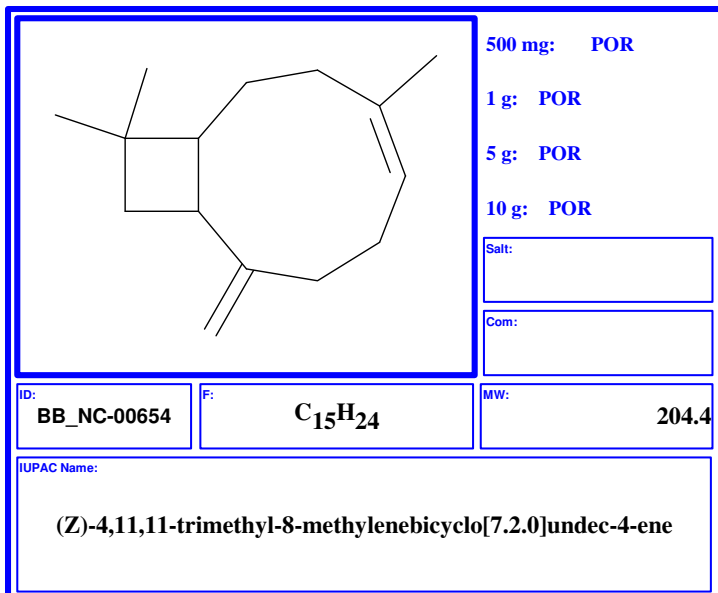 500 mg: POR
1 g: POR
5 g: POR
10 g: POR
Salt:
Com:
ID:
BB_NC-00654
F:
C15H24
MW:
204.4
IUPAC Name:
(Z)-4,11,11-trimethyl-8-methylenebicyclo[7.2.0]undec-4-ene